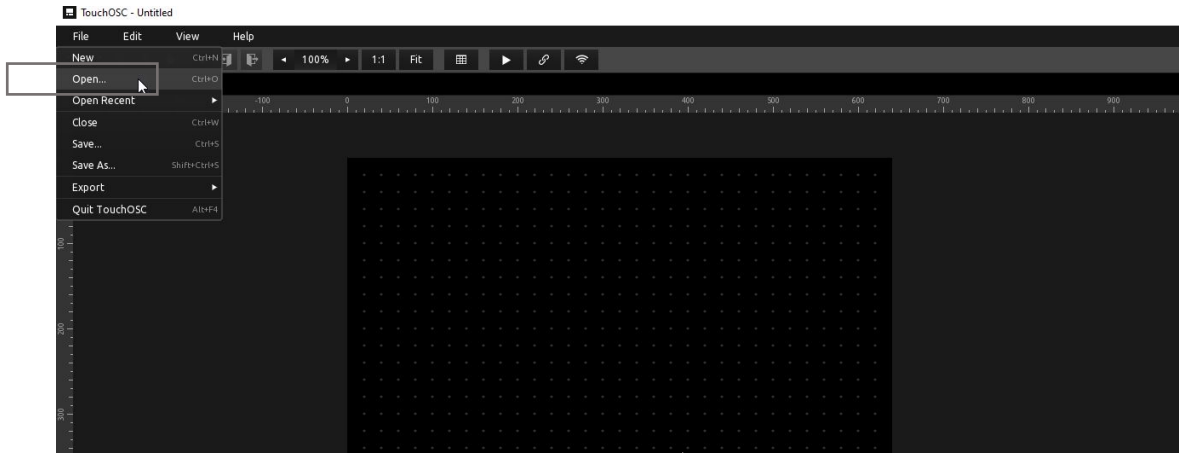 TouchOSC - Untitled
File Edit View Help
New Ctrl+N
100% 1:1 Fit
Open... Ctrl+O
Open Recent
-100 0 100 200 300 400 500 600 700 800 900
Close Ctrl+W
Save... Ctrl+S
Save As... Shift+Ctrl+S
Export
Quit TouchOSC Alt+F4
100
200
300